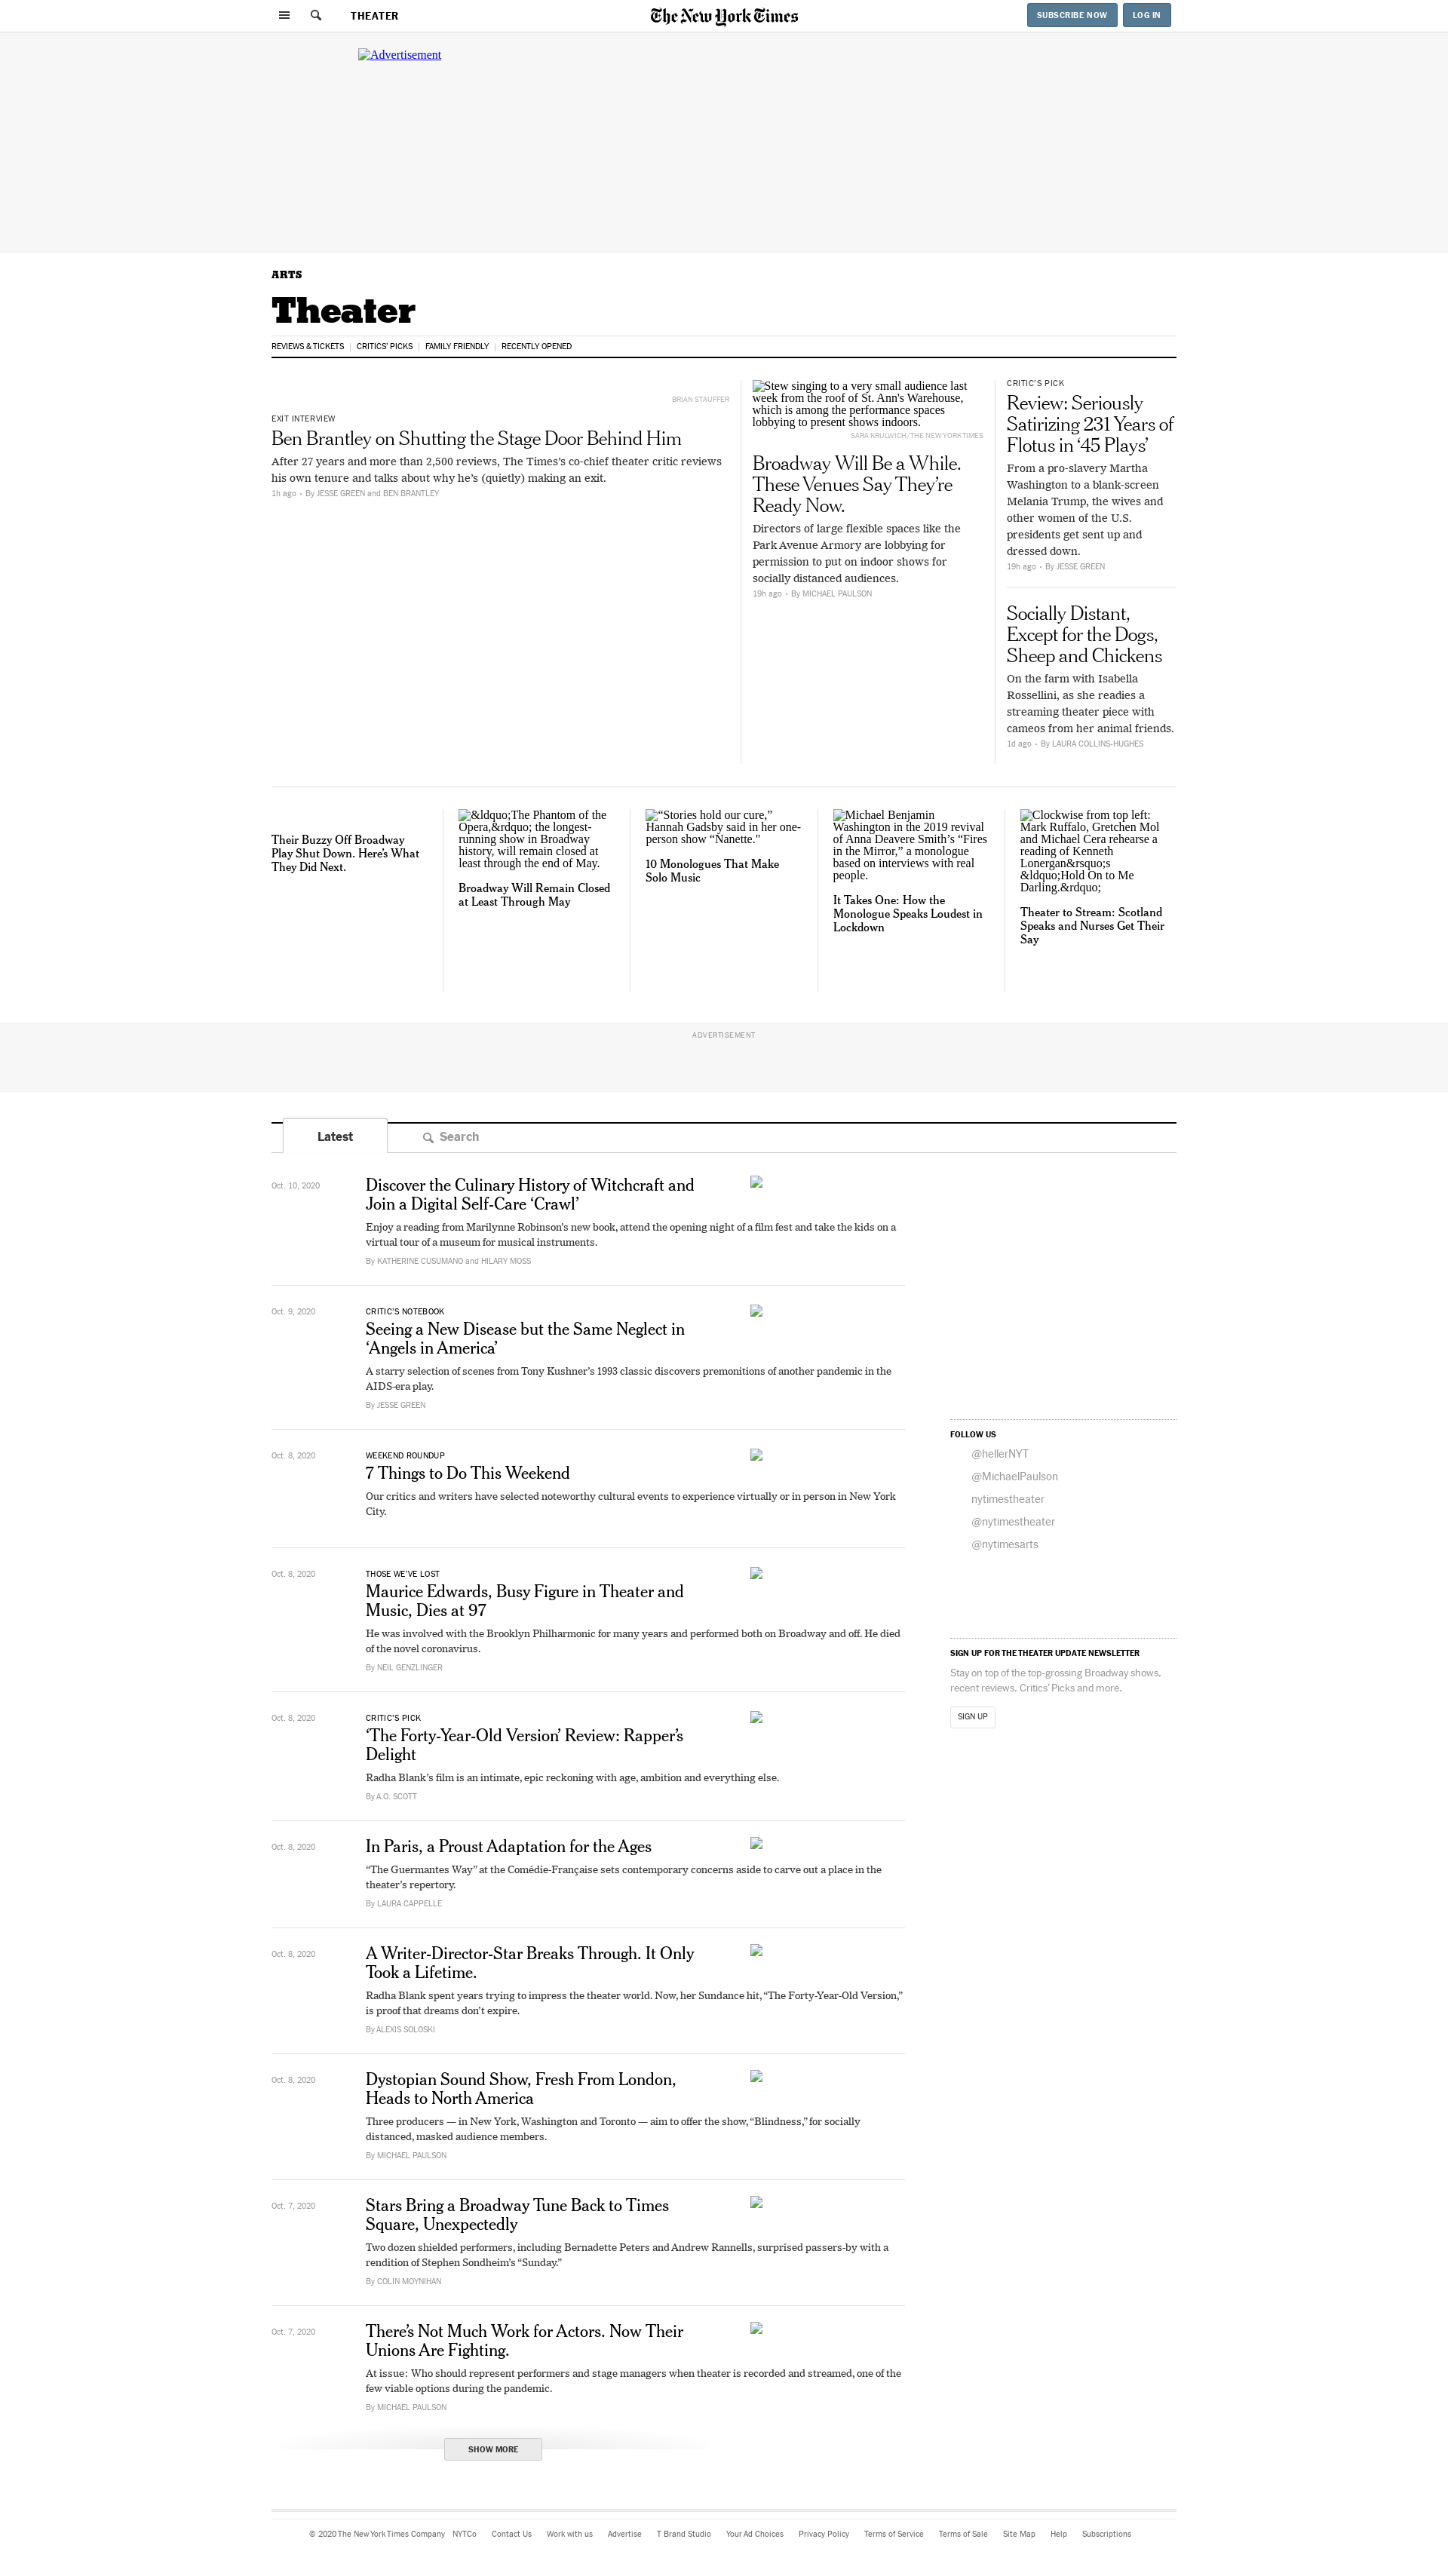 THEATER
The New York Times
SUBSCRIBE NOW
LOG IN
Advertisement
ARTS
Theater
REVIEWS & TICKETS | CRITICS' PICKS | FAMILY FRIENDLY | RECENTLY OPENED
BRIAN STAUFFER
EXIT INTERVIEW
Ben Brantley on Shutting the Stage Door Behind Him
After 27 years and more than 2,500 reviews, The Times’s co-chief theater critic reviews
his own tenure and talks about why he’s (quietly) making an exit.
1h ago • By JESSE GREEN and BEN BRANTLEY
Stew singing to a very small audience last
week from the roof of St. Ann's Warehouse,
which is among the performance spaces
lobbying to present shows indoors.
SARA KRULWICH/THE NEW YORK TIMES
Broadway Will Be a While.
These Venues Say They’re
Ready Now.
Directors of large flexible spaces like the
Park Avenue Armory are lobbying for
permission to put on indoor shows for
socially distanced audiences.
19h ago • By MICHAEL PAULSON
CRITIC’S PICK
Review: Seriously
Satirizing 231 Years of
Flotus in ‘45 Plays’
From a pro-slavery Martha
Washington to a blank-screen
Melania Trump, the wives and
other women of the U.S.
presidents get sent up and
dressed down.
19h ago • By JESSE GREEN
Socially Distant,
Except for the Dogs,
Sheep and Chickens
On the farm with Isabella
Rossellini, as she readies a
streaming theater piece with
cameos from her animal friends.
1d ago • By LAURA COLLINS-HUGHES
Their Buzzy Off Broadway
Play Shut Down. Here’s What
They Did Next.
&ldquo;The Phantom of the
Opera,&rdquo; the longest-
running show in Broadway
history, will remain closed at
least through the end of May.
Broadway Will Remain Closed
at Least Through May
“Stories hold our cure,”
Hannah Gadsby said in her one-
person show “Nanette.”
10 Monologues That Make
Solo Music
Michael Benjamin
Washington in the 2019 revival
of Anna Deavere Smith’s “Fires
in the Mirror,” a monologue
based on interviews with real
people.
It Takes One: How the
Monologue Speaks Loudest in
Lockdown
Clockwise from top left:
Mark Ruffalo, Gretchen Mol
and Michael Cera rehearse a
reading of Kenneth
Lonergan&rsquo;s
&ldquo;Hold On to Me
Darling.&rdquo;
Theater to Stream: Scotland
Speaks and Nurses Get Their
Say
ADVERTISEMENT
Latest
Search
Oct. 10, 2020
Discover the Culinary History of Witchcraft and
Join a Digital Self-Care ‘Crawl’
Enjoy a reading from Marilynne Robinson’s new book, attend the opening night of a film fest and take the kids on a
virtual tour of a museum for musical instruments.
By KATHERINE CUSUMANO and HILARY MOSS
Oct. 9, 2020
CRITIC’S NOTEBOOK
Seeing a New Disease but the Same Neglect in
‘Angels in America’
A starry selection of scenes from Tony Kushner’s 1993 classic discovers premonitions of another pandemic in the
AIDS-era play.
By JESSE GREEN
Oct. 8, 2020
WEEKEND ROUNDUP
7 Things to Do This Weekend
Our critics and writers have selected noteworthy cultural events to experience virtually or in person in New York
City.
Oct. 8, 2020
THOSE WE’VE LOST
Maurice Edwards, Busy Figure in Theater and
Music, Dies at 97
He was involved with the Brooklyn Philharmonic for many years and performed both on Broadway and off. He died
of the novel coronavirus.
By NEIL GENZLINGER
Oct. 8, 2020
CRITIC’S PICK
‘The Forty-Year-Old Version’ Review: Rapper’s
Delight
Radha Blank’s film is an intimate, epic reckoning with age, ambition and everything else.
By A.O. SCOTT
Oct. 8, 2020
In Paris, a Proust Adaptation for the Ages
“The Guermantes Way” at the Comédie-Française sets contemporary concerns aside to carve out a place in the
theater’s repertory.
By LAURA CAPPELLE
Oct. 8, 2020
A Writer-Director-Star Breaks Through. It Only
Took a Lifetime.
Radha Blank spent years trying to impress the theater world. Now, her Sundance hit, “The Forty-Year-Old Version,”
is proof that dreams don’t expire.
By ALEXIS SOLOSKI
Oct. 8, 2020
Dystopian Sound Show, Fresh From London,
Heads to North America
Three producers — in New York, Washington and Toronto — aim to offer the show, “Blindness,” for socially
distanced, masked audience members.
By MICHAEL PAULSON
Oct. 7, 2020
Stars Bring a Broadway Tune Back to Times
Square, Unexpectedly
Two dozen shielded performers, including Bernadette Peters and Andrew Rannells, surprised passers-by with a
rendition of Stephen Sondheim’s “Sunday.”
By COLIN MOYNIHAN
Oct. 7, 2020
There’s Not Much Work for Actors. Now Their
Unions Are Fighting.
At issue: Who should represent performers and stage managers when theater is recorded and streamed, one of the
few viable options during the pandemic.
By MICHAEL PAULSON
SHOW MORE
FOLLOW US
@hellerNYT
@MichaelPaulson
nytimestheater
@nytimestheater
@nytimesarts
SIGN UP FOR THE THEATER UPDATE NEWSLETTER
Stay on top of the top-grossing Broadway shows,
recent reviews, Critics’ Picks and more.
SIGN UP
© 2020 The New York Times Company NYTCo Contact Us Work with us Advertise T Brand Studio Your Ad Choices Privacy Policy Terms of Service Terms of Sale Site Map Help Subscriptions